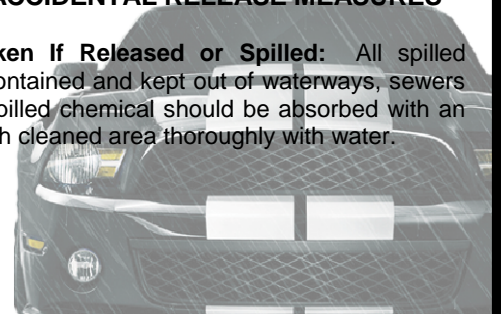 ACCIDENTAL RELEASE MEASURES
ken If Released or Spilled: All spilled
ontained and kept out of waterways, sewers
pilled chemical should be absorbed with an
h cleaned area thoroughly with water.